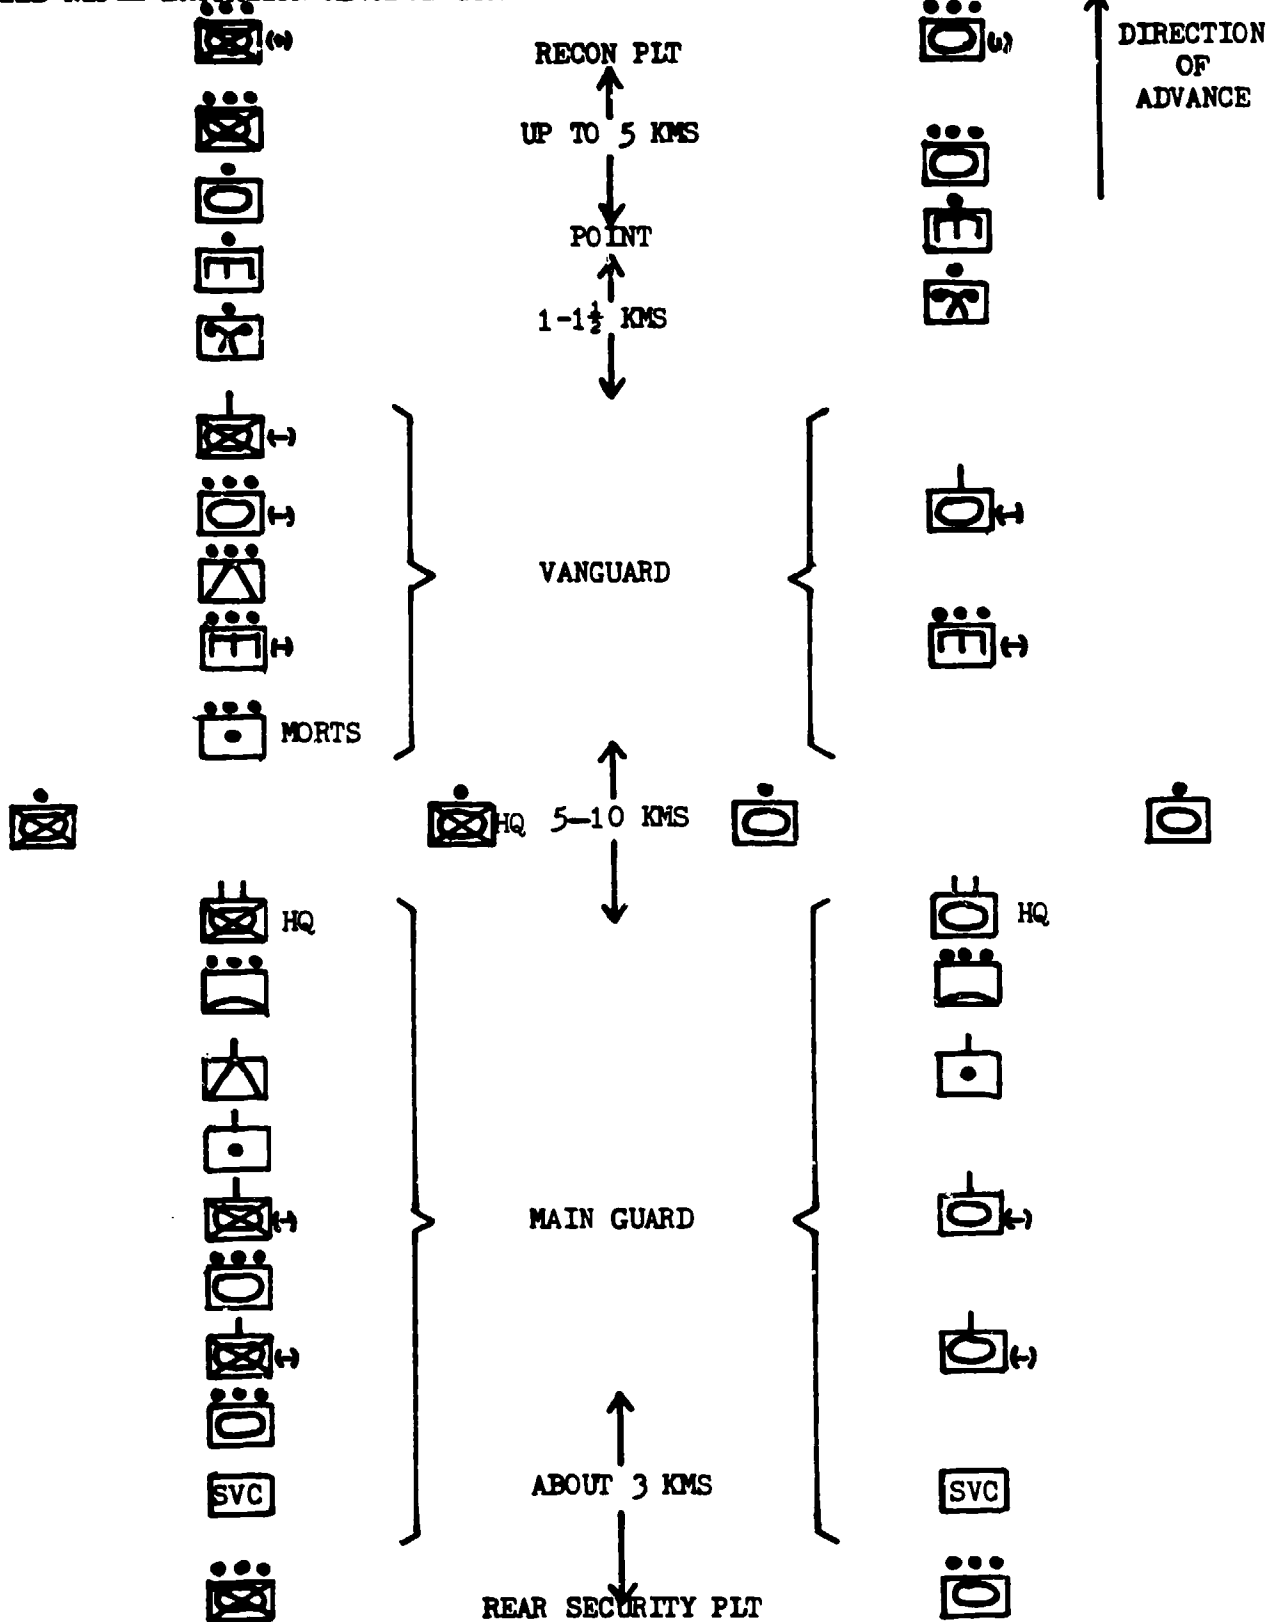 RECON PLT
DIRECTION
OF
ADVANCE
UP TO 5 KMS
POINT
1-1½ KMS
(-)
(-)
VANGUARD
(-)
(-)
(-)
MORTS
HQ 5-10 KMS
HQ
HQ
(-)
MAIN GUARD
(-)
(-)
(-)
ABOUT 3 KMS
SVC
SVC
REAR SECURITY PLT